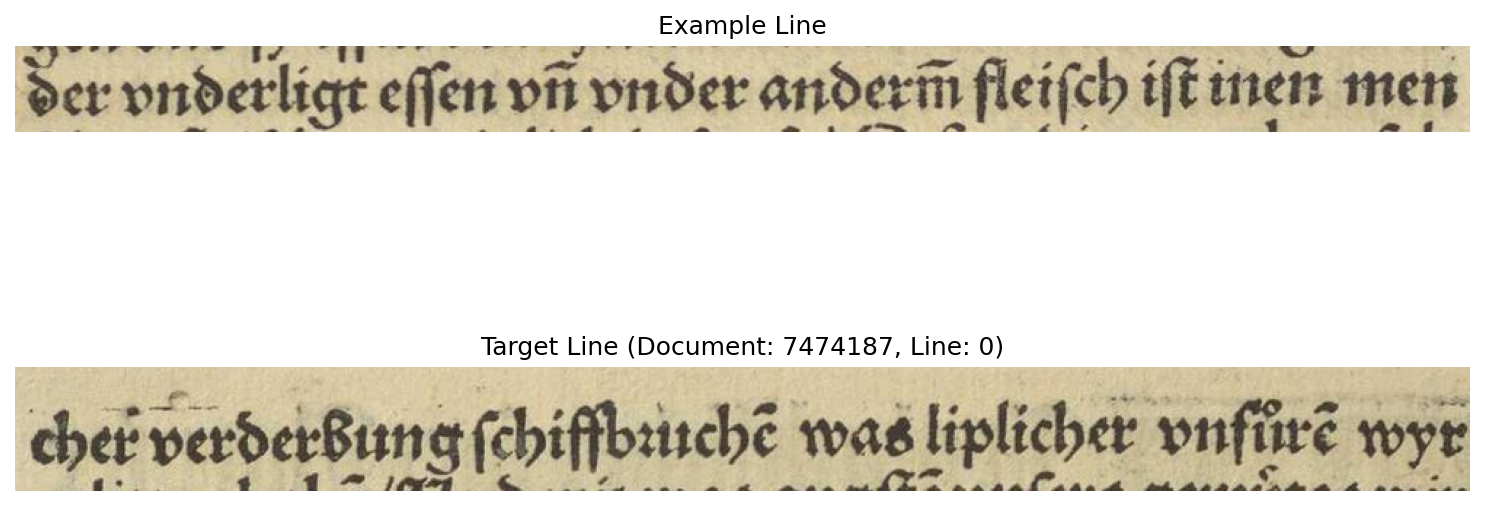 Example Line
der vnderligt eſſen vn̄ vnder anderm̄ fleiſch iſt inen men
Target Line (Document: 7474187, Line: 0)
cher verderbung ſchiffbruchē was liplicher vnfůrē wyr